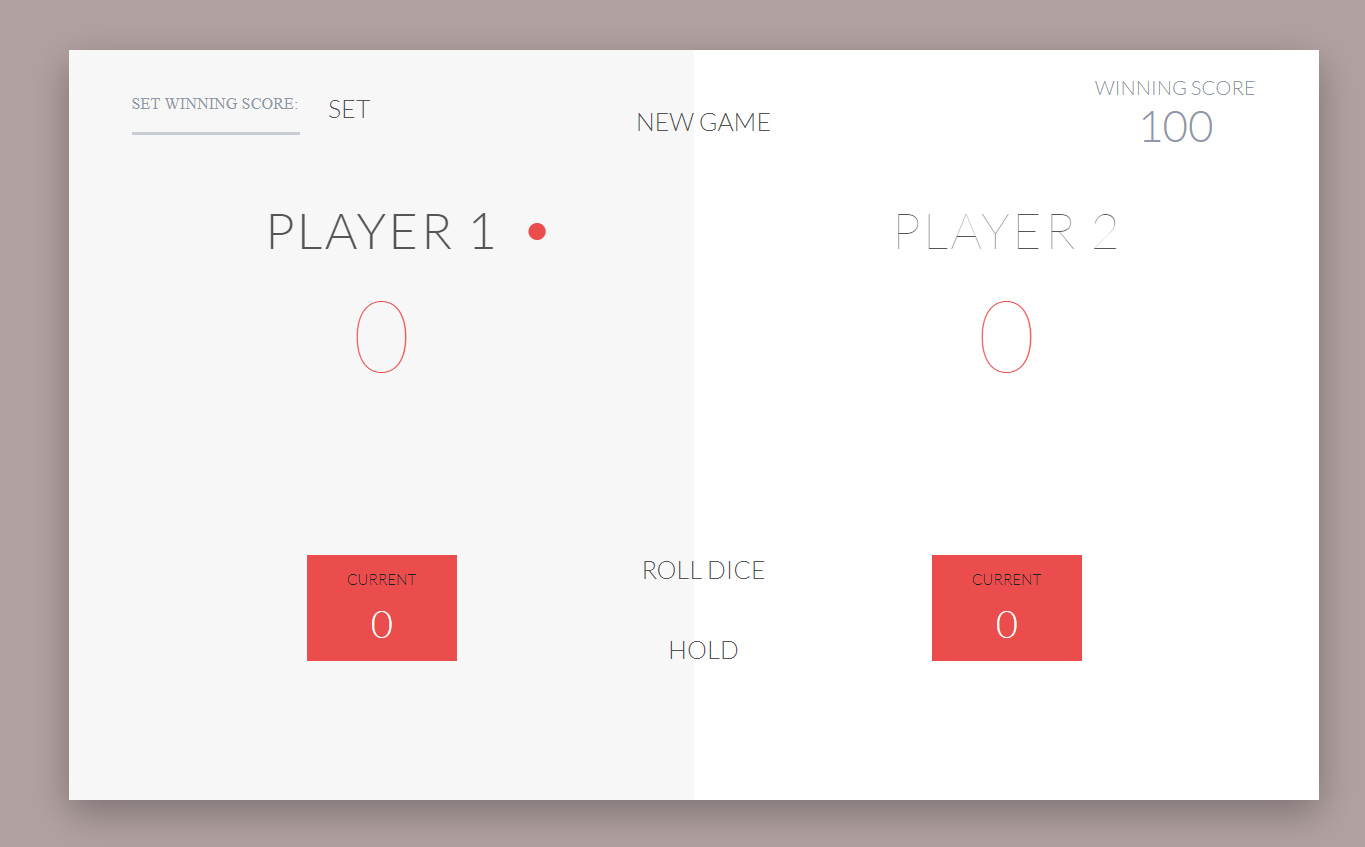 SET WINNING SCORE:
SET
NEW GAME
WINNING SCORE
100
PLAYER 1
0
PLAYER 2
0
CURRENT
0
ROLL DICE
HOLD
CURRENT
0